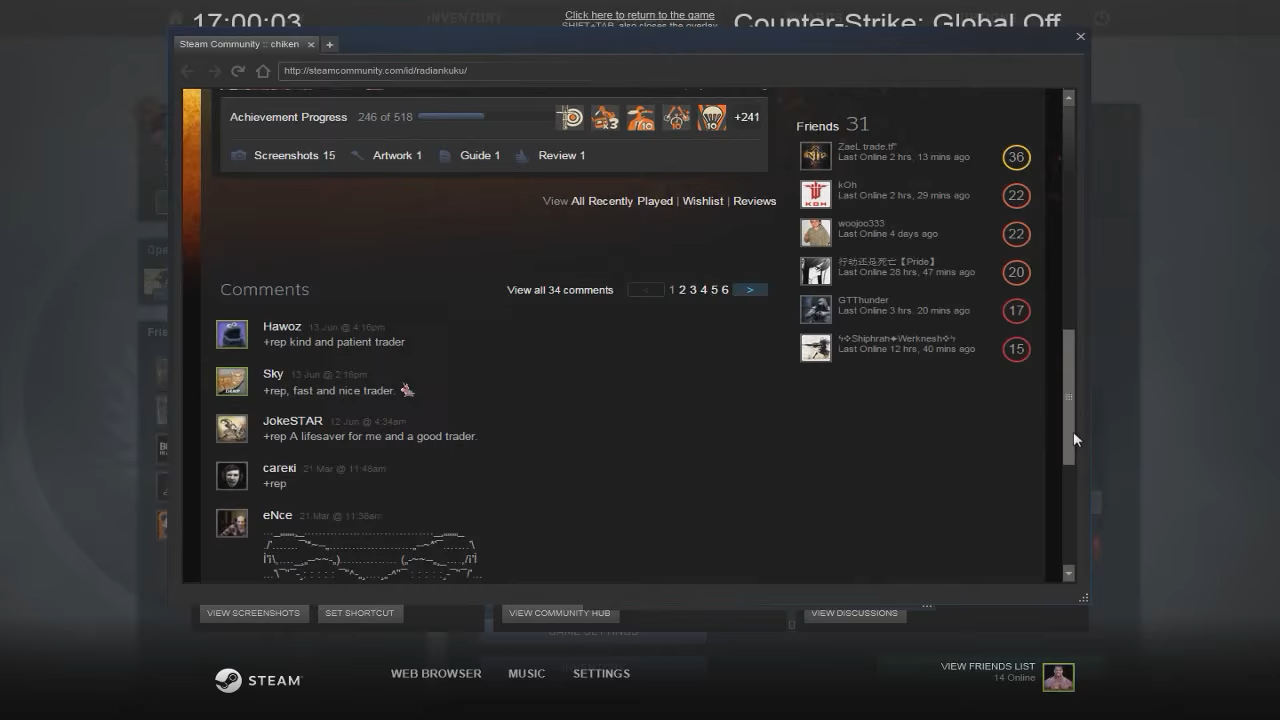 17:00:03
INVENTORY
Click here to return to the game
SHIFT+TAB also closes the overlay
Counter-Strike: Global Off
Steam Community :: chiken
http://steamcommunity.com/id/radiankuku/
Achievement Progress 246 of 518
x3
+241
Screenshots 15 Artwork 1 Guide 1 Review 1
View All Recently Played | Wishlist | Reviews
Friends 31
ZaeL trade.tf"
Last Online 2 hrs, 13 mins ago
36
kOh
Last Online 2 hrs, 29 mins ago
22
woojoo333
Last Online 4 days ago
22
行动还是死亡【Pride】
Last Online 28 hrs, 47 mins ago
20
GTThunder
Last Online 3 hrs. 20 mins ago
17
ϟ✧Shiphrah◆Werknesh✧ϟ
Last Online 12 hrs, 40 mins ago
15
Comments
View all 34 comments < 1 2 3 4 5 6 >
Hawoz 13 Jun @ 4:16pm
+rep kind and patient trader
Sky 13 Jun @ 2:16pm
+rep, fast and nice trader.
JokeSTAR 12 Jun @ 4:34am
+rep A lifesaver for me and a good trader.
сагекі 21 Mar @ 11:48am
+rep
eNce 21 Mar @ 11:38am
VIEW SCREENSHOTS SET SHORTCUT VIEW COMMUNITY HUB VIEW DISCUSSIONS
GAME SETTINGS
STEAM
WEB BROWSER MUSIC SETTINGS
VIEW FRIENDS LIST
14 Online